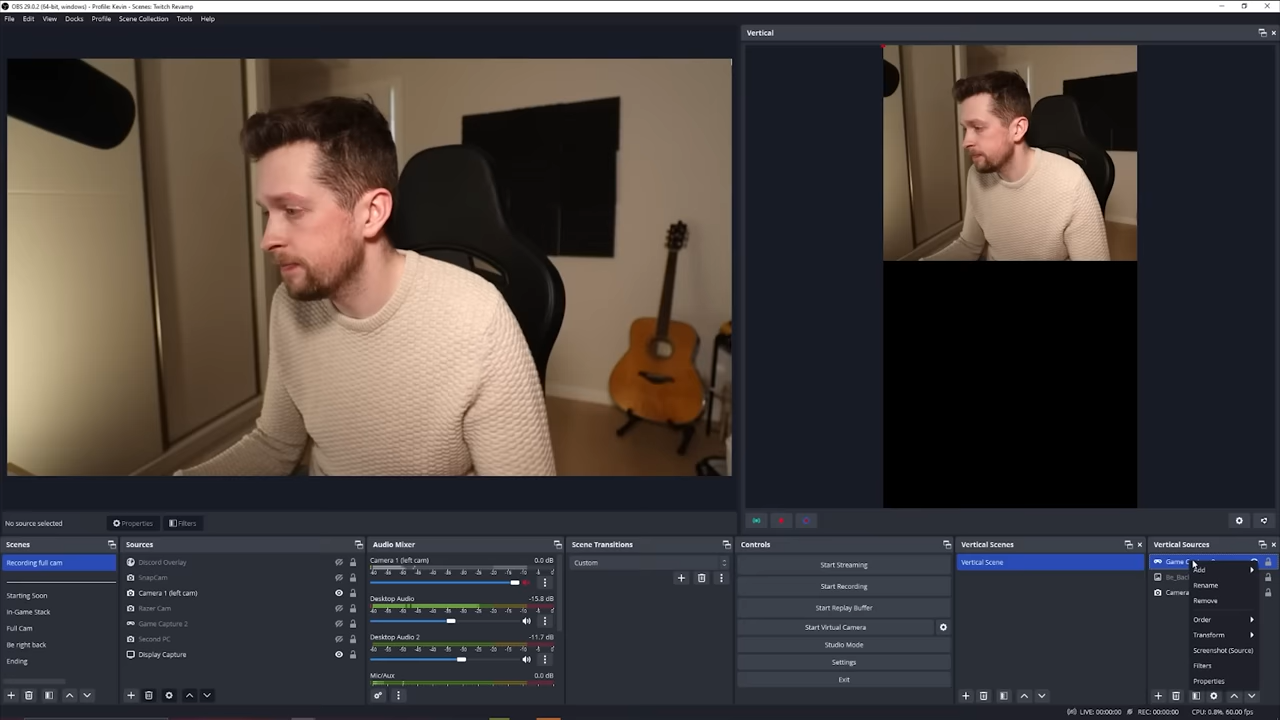 OBS 29.0.2 (64-bit, windows) - Profile: Kevin - Scenes: Twitch Revamp
File Edit View Docks Profile Scene Collection Tools Help
Vertical
No source selected
Properties
Filters
Scenes
Recording full cam
Starting Soon
In-Game Stack
Full Cam
Be right back
Ending
Sources
Discord Overlay
SnapCam
Camera 1 (left cam)
Razer Cam
Game Capture 2
Second PC
Display Capture
Audio Mixer
Camera 1 (left cam) 0.0 dB
Desktop Audio -15.8 dB
Desktop Audio 2 -11.7 dB
Mic/Aux 0.0 dB
Scene Transitions
Custom
Controls
Start Streaming
Start Recording
Start Replay Buffer
Start Virtual Camera
Studio Mode
Settings
Exit
Vertical Scenes
Vertical Scene
Vertical Sources
Game
Be_Back
Camera
Add
Rename
Remove
Order
Transform
Screenshot (Source)
Filters
Properties
LIVE: 00:00:00 REC: 00:00:00 CPU: 0.8%, 60.00 fps